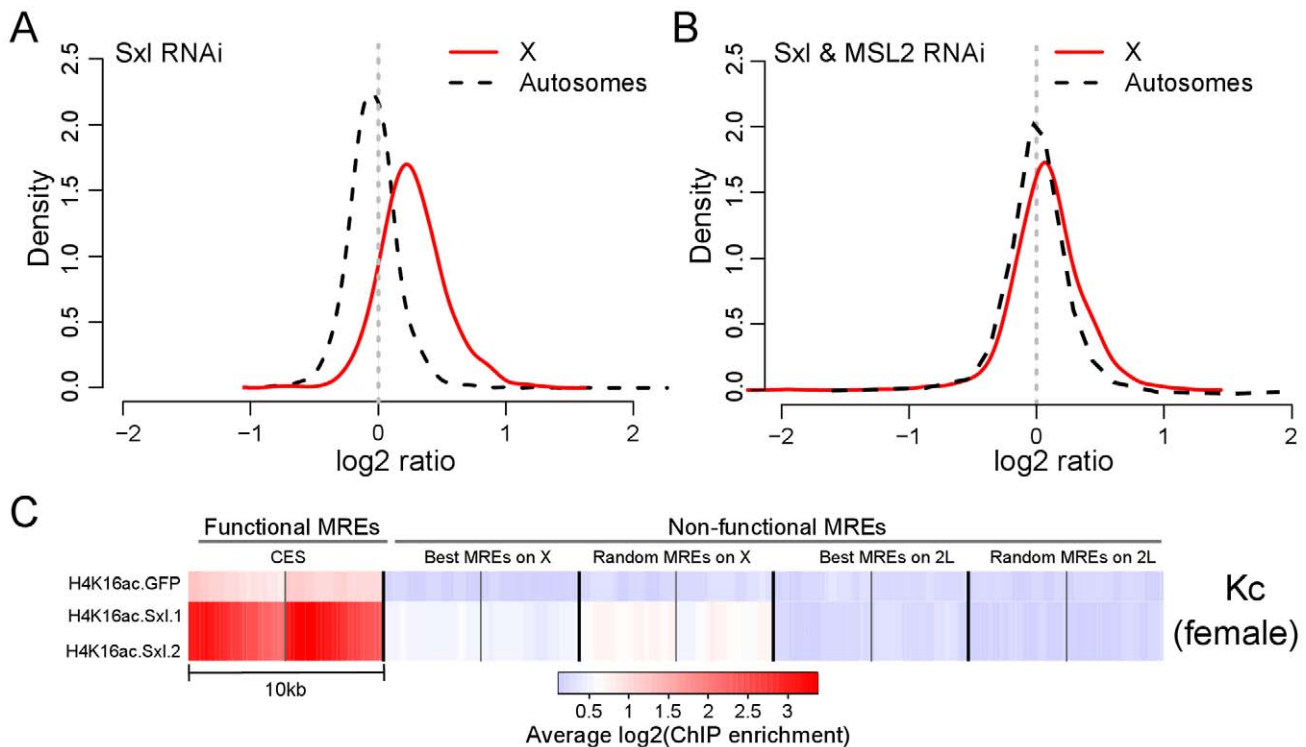 A
Sxl RNAi
X
Autosomes
Density
0.0 0.5 1.0 1.5 2.0 2.5
−2 −1 0 1 2
log2 ratio
B
Sxl & MSL2 RNAi
X
Autosomes
Density
0.0 0.5 1.0 1.5 2.0 2.5
−2 −1 0 1 2
log2 ratio
C
Functional MREs
Non-functional MREs
CES
Best MREs on X
Random MREs on X
Best MREs on 2L
Random MREs on 2L
H4K16ac.GFP
H4K16ac.Sxl.1
H4K16ac.Sxl.2
Kc
(female)
10kb
0.5 1 1.5 2 2.5 3
Average log2(ChIP enrichment)